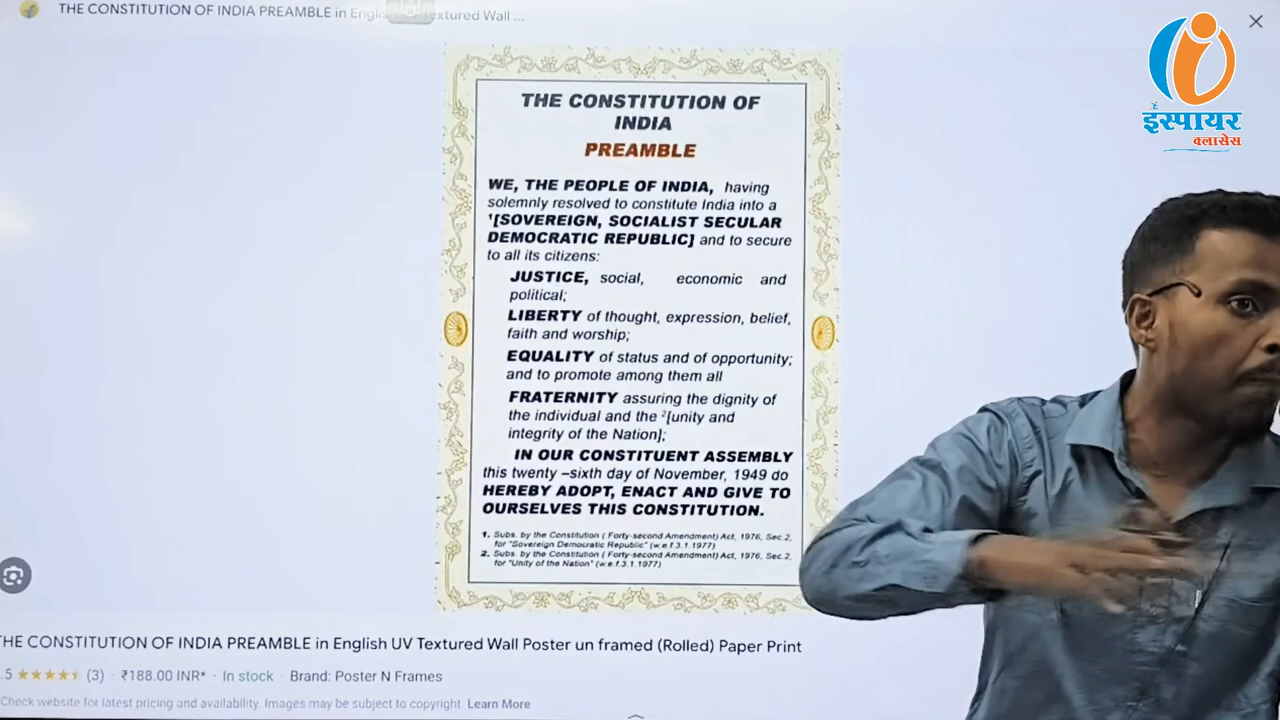 THE CONSTITUTION OF INDIA PREAMBLE in Textured Wall ...
इंस्पायर
क्लासेस
THE CONSTITUTION OF
INDIA
PREAMBLE
WE, THE PEOPLE OF INDIA, having
solemnly resolved to constitute India into a
¹[SOVEREIGN, SOCIALIST SECULAR
DEMOCRATIC REPUBLIC] and to secure
to all its citizens:
JUSTICE, social, economic and
political;
LIBERTY of thought, expression, belief,
faith and worship;
EQUALITY of status and of opportunity;
and to promote among them all
FRATERNITY assuring the dignity of
the individual and the ²[unity and
integrity of the Nation];
IN OUR CONSTITUENT ASSEMBLY
this twenty –sixth day of November, 1949 do
HEREBY ADOPT, ENACT AND GIVE TO
OURSELVES THIS CONSTITUTION.
1. Subs. by the Constitution ( Forty-second Amendment) Act, 1976, Sec.2,
for "Sovereign Democratic Republic" (w.e.f.3.1.1977)
2. Subs. by the Constitution ( Forty-second Amendment) Act, 1976, Sec.2,
for "Unity of the Nation" (w.e.f.3.1.1977)
THE CONSTITUTION OF INDIA PREAMBLE in English UV Textured Wall Poster un framed (Rolled) Paper Print
.5 (3) · ₹188.00 INR* · In stock · Brand: Poster N Frames
Check website for latest pricing and availability. Images may be subject to copyright Learn More